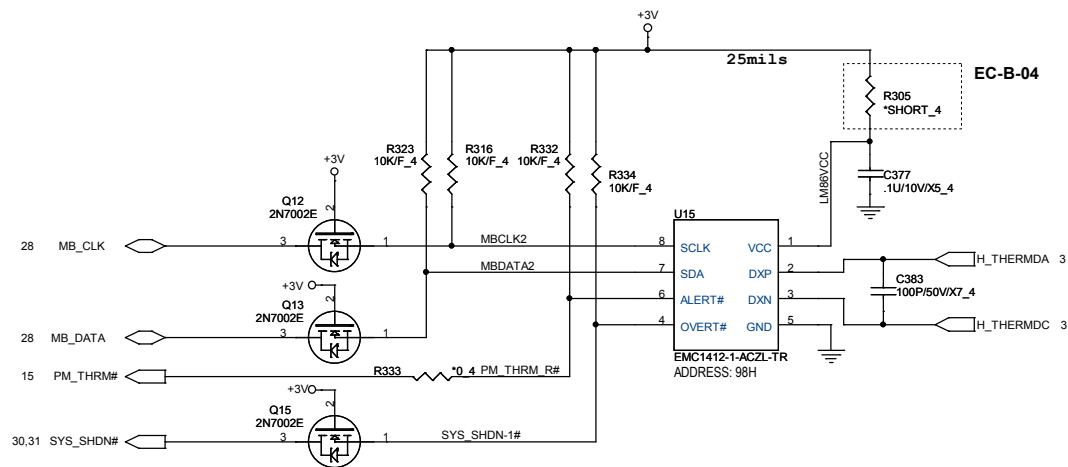 +3V
25mils
EC-B-04
R305
*SHORT_4
R323
10K/F_4
R316
10K/F_4
R332
10K/F_4
R334
10K/F_4
LM86VCC
C377
.1U/10V/X5_4
+3V
Q12
2N7002E
2
3
1
28
MB_CLK
MBCLK2
U15
8
SCLK
VCC
1
MBDATA2
7
SDA
DXP
2
H_THERMDA 3
6
ALERT#
DXN
3
C383
100P/50V/X7_4
4
OVERT#
GND
5
H_THERMDC 3
EMC1412-1-ACZL-TR
ADDRESS: 98H
+3V
Q13
2N7002E
2
3
1
28
MB_DATA
15
PM_THRM#
R333
*0_4
PM_THRM_R#
+3V
Q15
2N7002E
2
3
1
30,31
SYS_SHDN#
SYS_SHDN-1#